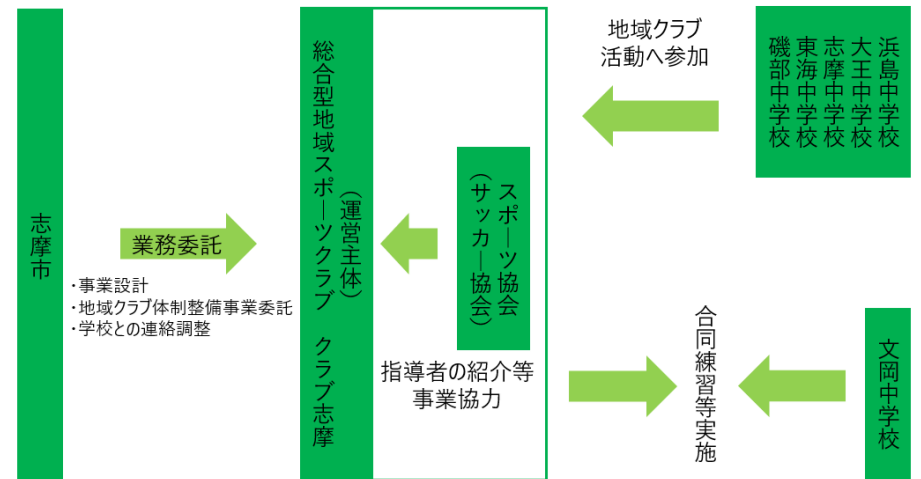 志摩市
業務委託
・事業設計
・地域クラブ体制整備事業委託
・学校との連絡調整
総合型地域スポーツクラブ　クラブ志摩
（運営主体）
スポーツ協会
（サッカー協会）
指導者の紹介等
事業協力
地域クラブ
活動へ参加
浜島中学校
大王中学校
志摩中学校
東海中学校
磯部中学校
合同練習等実施
文岡中学校